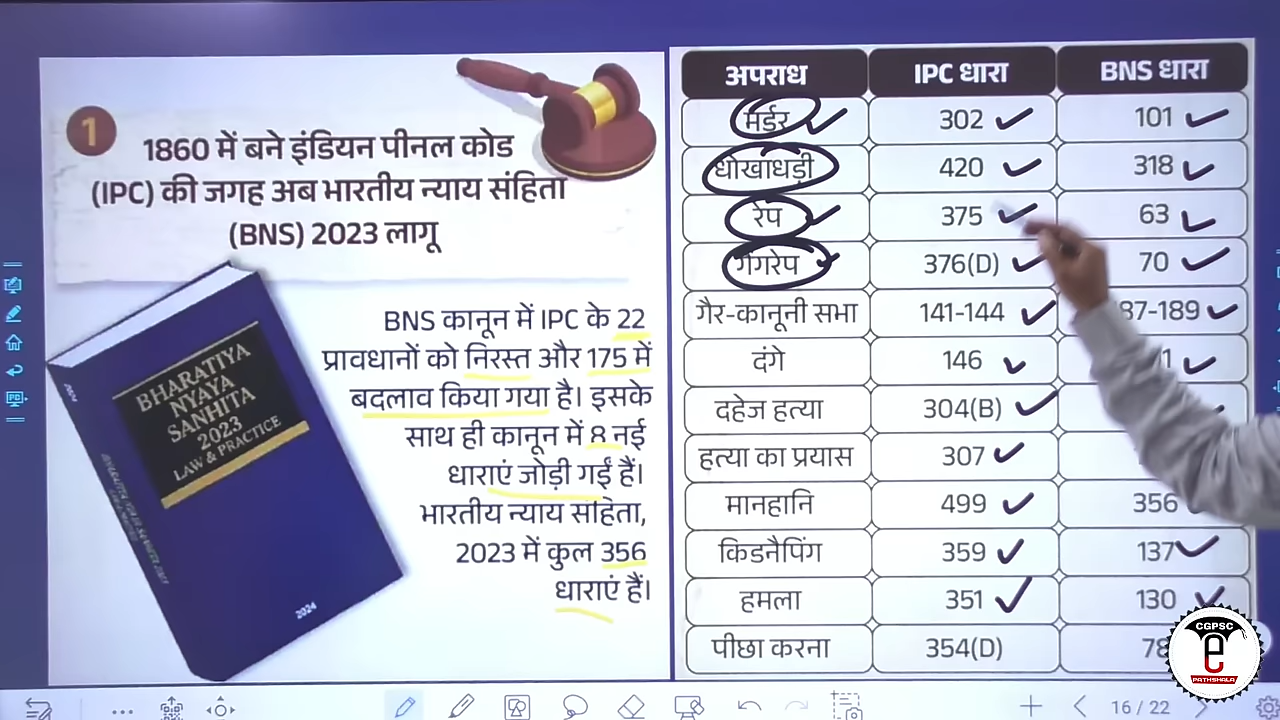 1
1860 में बने इंडियन पीनल कोड
(IPC) की जगह अब भारतीय न्याय संहिता
(BNS) 2023 लागू
BHARATIYA
NYAYA
SANHITA
2023
LAW & PRACTICE
2024
BNS कानून में IPC के 22
प्रावधानों को निरस्त और 175 में
बदलाव किया गया है। इसके
साथ ही कानून में 8 नई
धाराएं जोड़ी गईं हैं।
भारतीय न्याय संहिता,
2023 में कुल 356
धाराएं हैं।
अपराध IPC धारा BNS धारा
मर्डर 302 101
धोखाधड़ी 420 318
रेप 375 63
गैंगरेप 376(D) 70
गैर-कानूनी सभा 141-144 87-189
दंगे 146
दहेज हत्या 304(B)
हत्या का प्रयास 307
मानहानि 499 356
किडनैपिंग 359 137
हमला 351 130
पीछा करना 354(D) 78
CGPSC
e
PATHSHALA
16 / 22